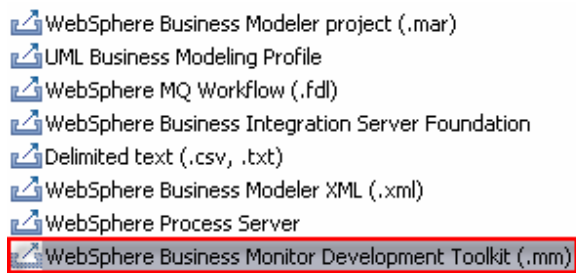 WebSphere Business Modeler project (.mar)
UML Business Modeling Profile
WebSphere MQ Workflow (.fdl)
WebSphere Business Integration Server Foundation
Delimited text (.csv, .txt)
WebSphere Business Modeler XML (.xml)
WebSphere Process Server
WebSphere Business Monitor Development Toolkit (.mm)